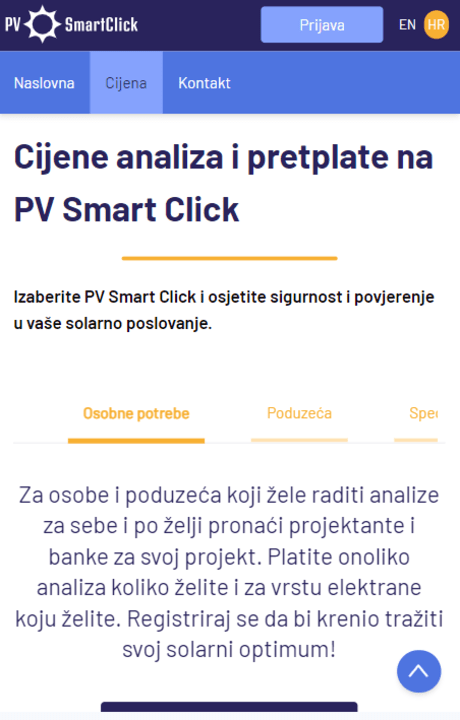 PV SmartClick
Prijava
EN HR
Naslovna Cijena Kontakt
Cijene analiza i pretplate na
PV Smart Click
Izaberite PV Smart Click i osjetite sigurnost i povjerenje
u vaše solarno poslovanje.
Osobne potrebe Poduzeća
Za osobe i poduzeća koji žele raditi analize
za sebe i po želji pronaći projektante i
banke za svoj projekt. Platite onoliko
analiza koliko želite i za vrstu elektrane
koju želite. Registriraj se da bi krenio tražiti
svoj solarni optimum!